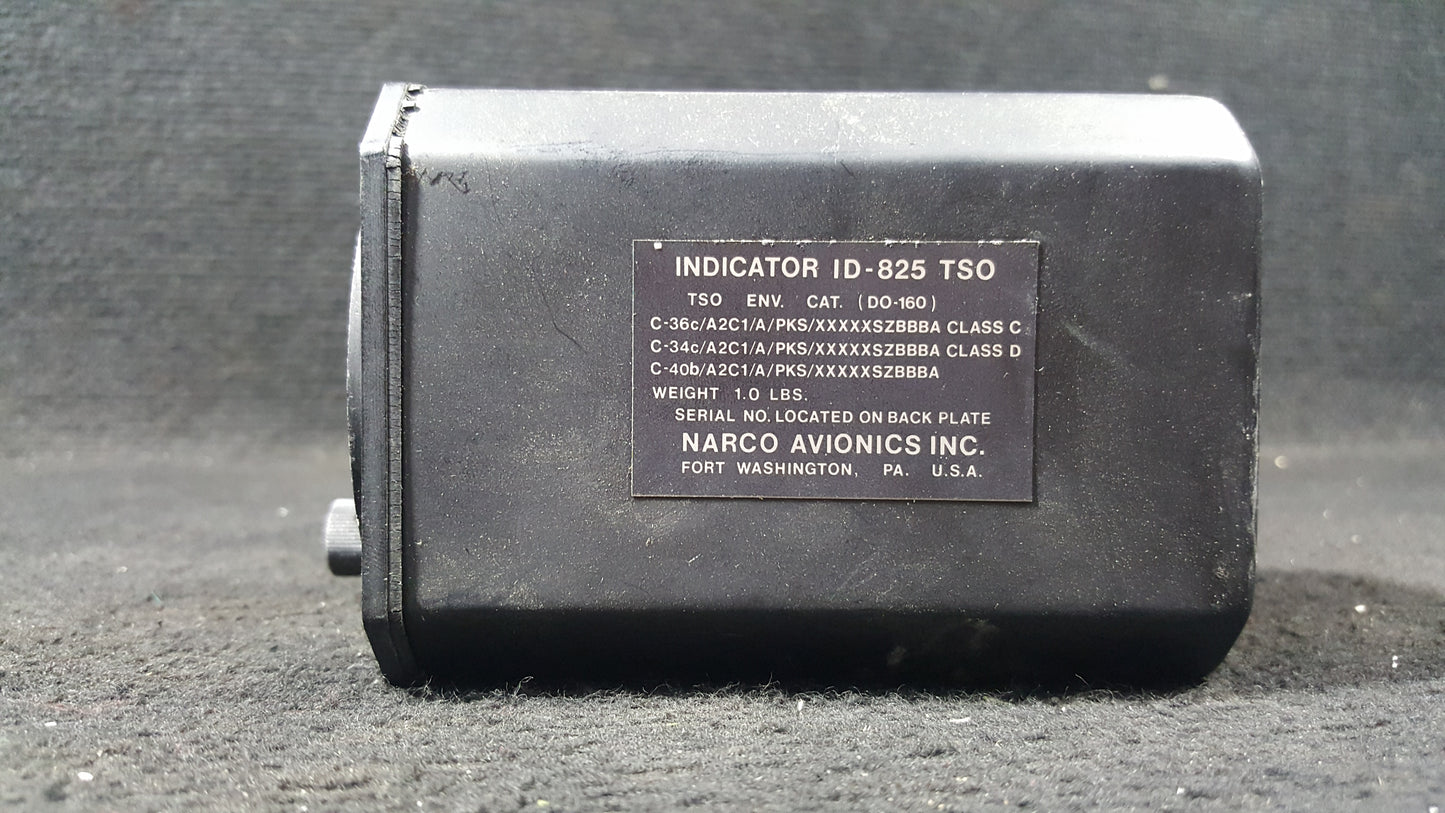 INDICATOR ID-825 TSO
TSO ENV. CAT. (DO-160)
C-36c/A2C1/A/PKS/XXXXXSZBBBA CLASS C
C-34c/A2C1/A/PKS/XXXXXSZBBBA CLASS D
C-40b/A2C1/A/PKS/XXXXXSZBBBA
WEIGHT 1.0 LBS.
SERIAL NO. LOCATED ON BACK PLATE
NARCO AVIONICS INC.
FORT WASHINGTON, PA. U.S.A.